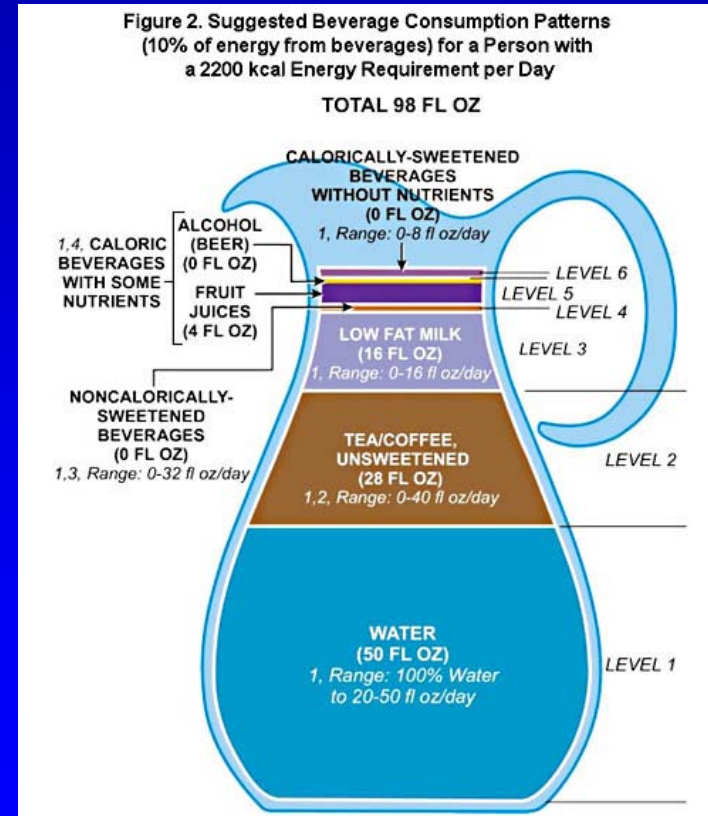 Figure 2. Suggested Beverage Consumption Patterns
(10% of energy from beverages) for a Person with
a 2200 kcal Energy Requirement per Day
TOTAL 98 FL OZ
CALORICALLY-SWEETENED
BEVERAGES
WITHOUT NUTRIENTS
(0 FL OZ)
1, Range: 0-8 fl oz/day
1,4, CALORIC
BEVERAGES
WITH SOME
NUTRIENTS
ALCOHOL
(BEER)
(0 FL OZ)
FRUIT
JUICES
(4 FL OZ)
LEVEL 6
LEVEL 5
LEVEL 4
NONCALORICALLY-
SWEETENED
BEVERAGES
(0 FL OZ)
1,3, Range: 0-32 fl oz/day
LOW FAT MILK
(16 FL OZ)
1, Range: 0-16 fl oz/day
LEVEL 3
TEA/COFFEE,
UNSWEETENED
(28 FL OZ)
1,2, Range: 0-40 fl oz/day
LEVEL 2
WATER
(50 FL OZ)
1, Range: 100% Water
to 20-50 fl oz/day
LEVEL 1